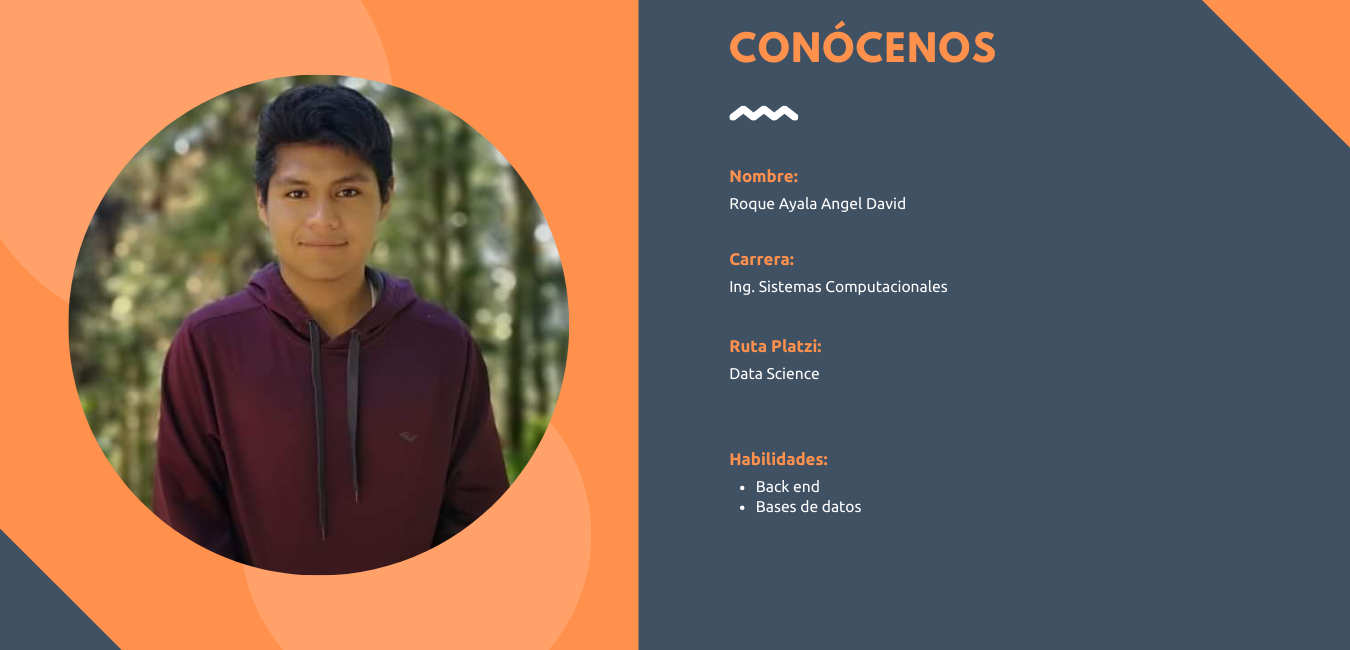 CONÓCENOS
Nombre:
Roque Ayala Angel David
Carrera:
Ing. Sistemas Computacionales
Ruta Platzi:
Data Science
Habilidades:
• Back end
• Bases de datos